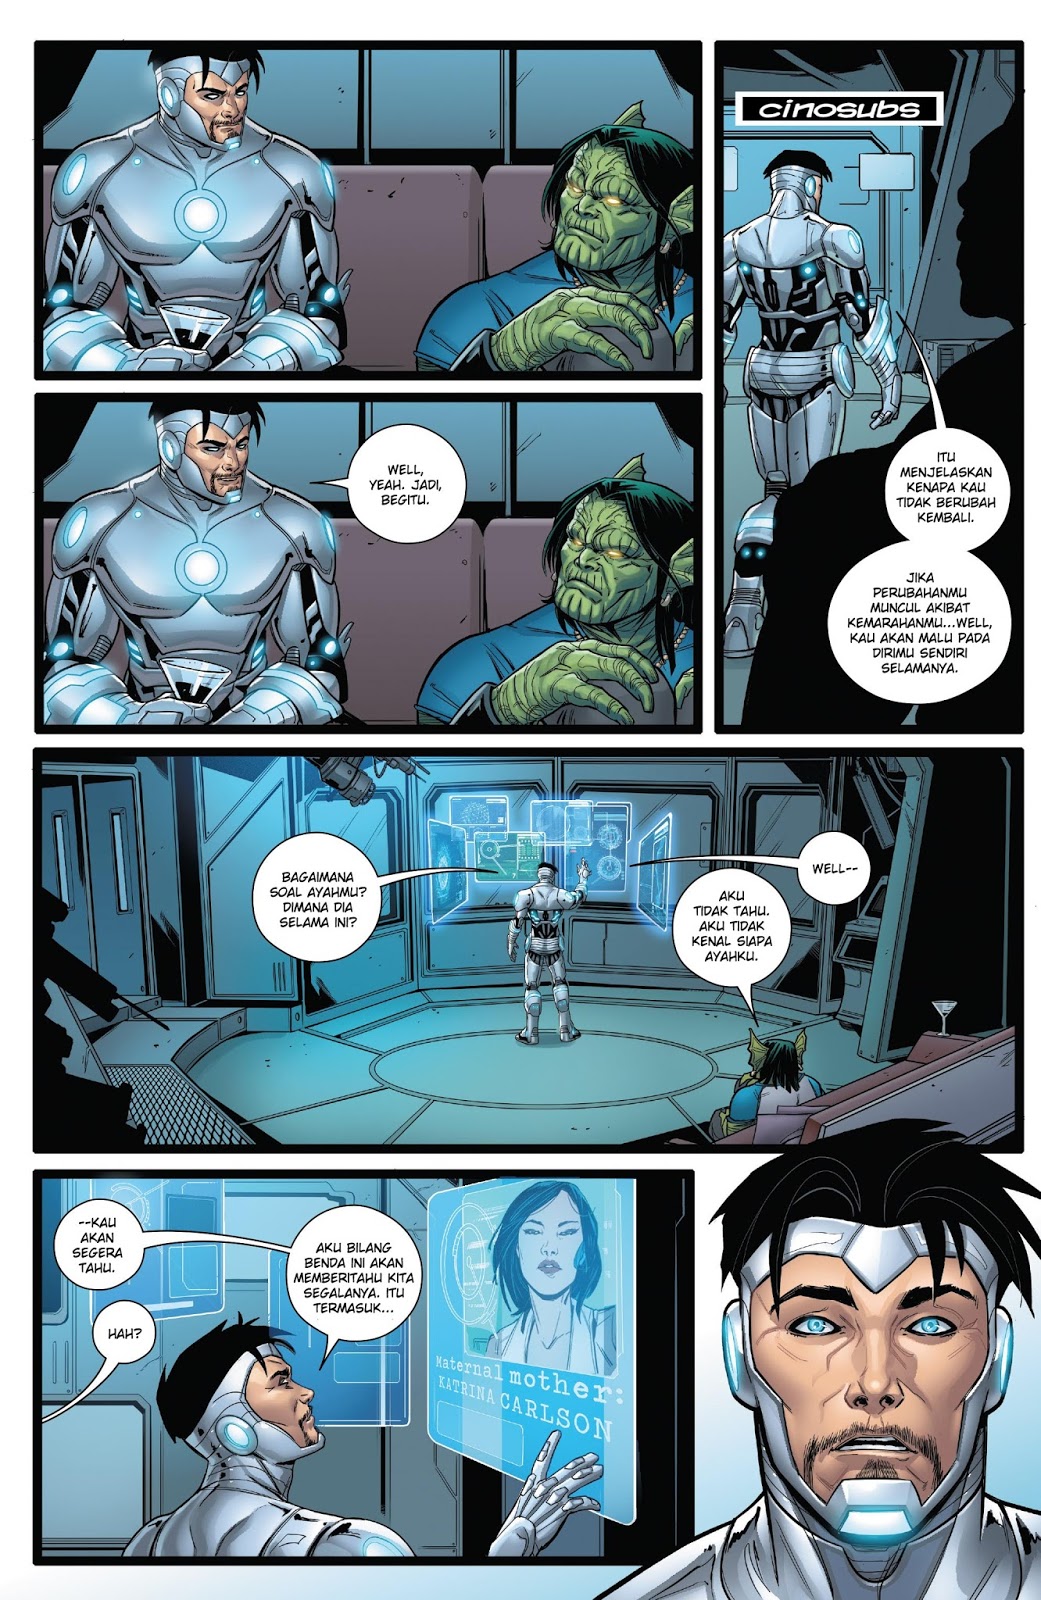 WELL,
YEAH. JADI,
BEGITU.
cinosubs
ITU
MENJELASKAN
KENAPA KAU
TIDAK BERUBAH
KEMBALI.
JIKA
PERUBAHANMU
MUNCUL AKIBAT
KEMARAHANMU...WELL,
KAU AKAN MALU PADA
DIRIMU SENDIRI
SELAMANYA.
BAGAIMANA
SOAL AYAHMU?
DIMANA DIA
SELAMA INI?
AKU
TIDAK TAHU.
AKU TIDAK
KENAL SIAPA
AYAHKU.
WELL--
--KAU
AKAN
SEGERA
TAHU.
HAH?
AKU BILANG
BENDA INI AKAN
MEMBERITAHU KITA
SEGALANYA. ITU
TERMASUK...
Maternal mother:
KATRINA CARLSON